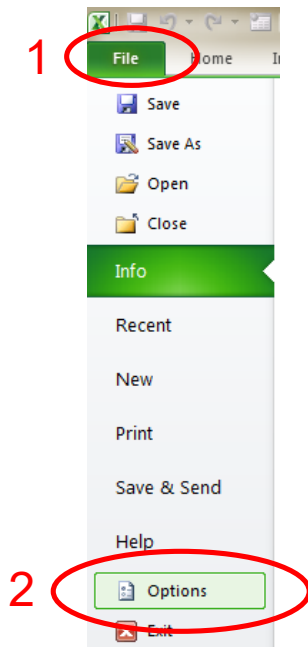 1
File Home
Save
Save As
Open
Close
Info
Recent
New
Print
Save & Send
Help
2
Options
Exit